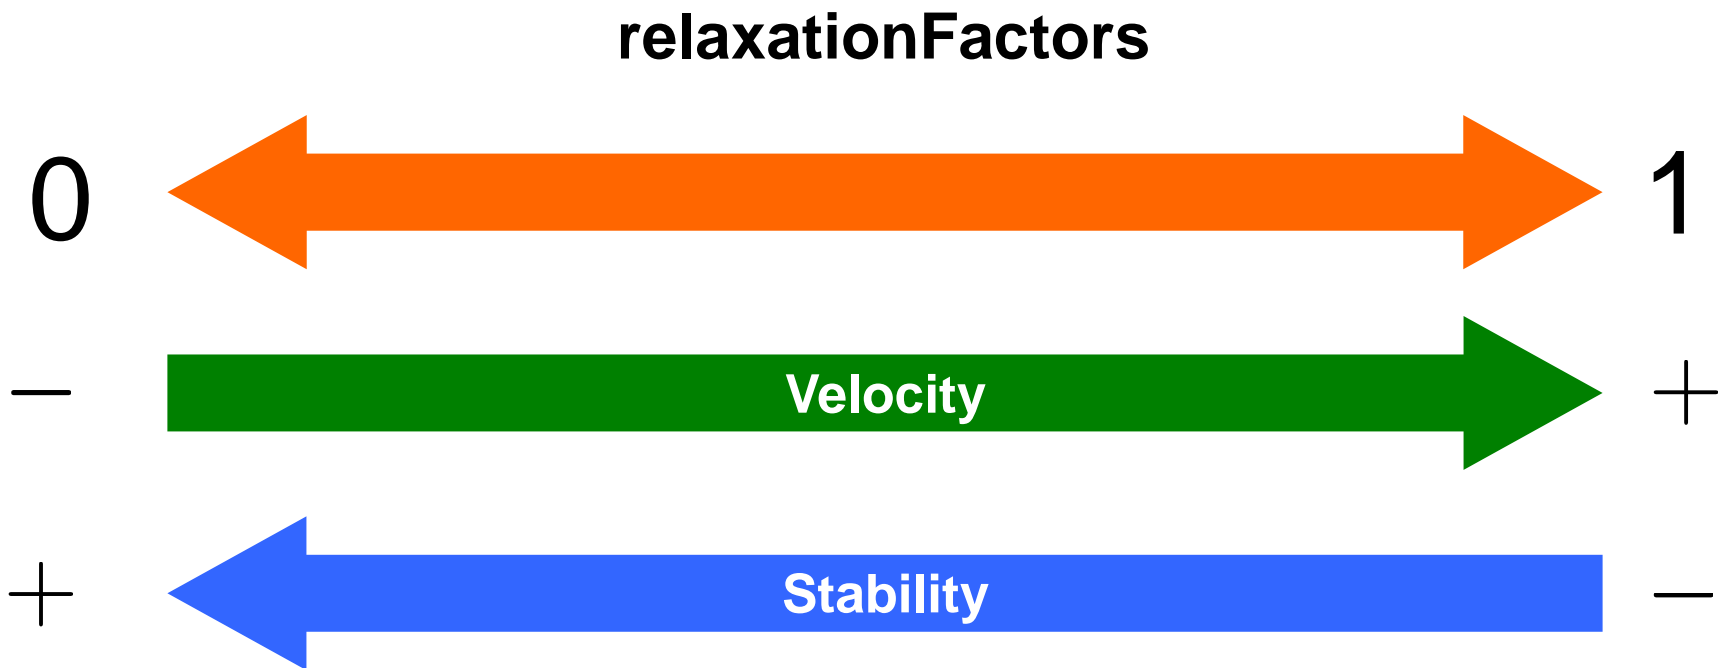 relaxationFactors
0 1
− Velocity +
+ Stability −